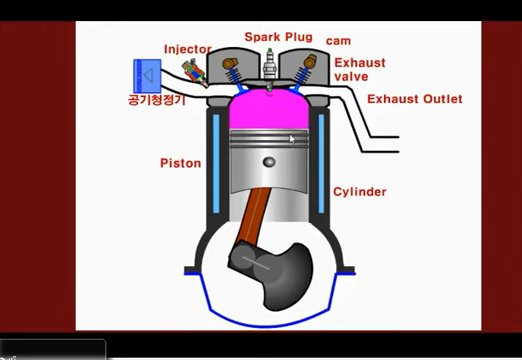 Spark Plug
cam
Injector
Exhaust
valve
공기청정기
Exhaust Outlet
Piston
Cylinder